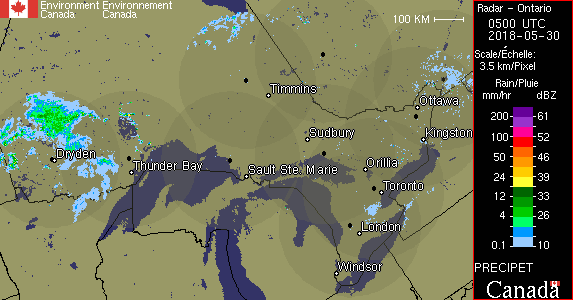 Environment Environnement
Canada Canada
100 KM
Radar - Ontario
0500 UTC
2018-05-30
Scale/Échelle:
3.5 km/Pixel
Rain/Pluie
mm/hr dBZ
200 61
100 52
50 46
24 39
12 33
4 26
0.1 10
PRECIPET
Canada
Timmins
Ottawa
Sudbury
Kingston
Dryden
Thunder Bay
Sault Ste. Marie
Orillia
Toronto
London
Windsor